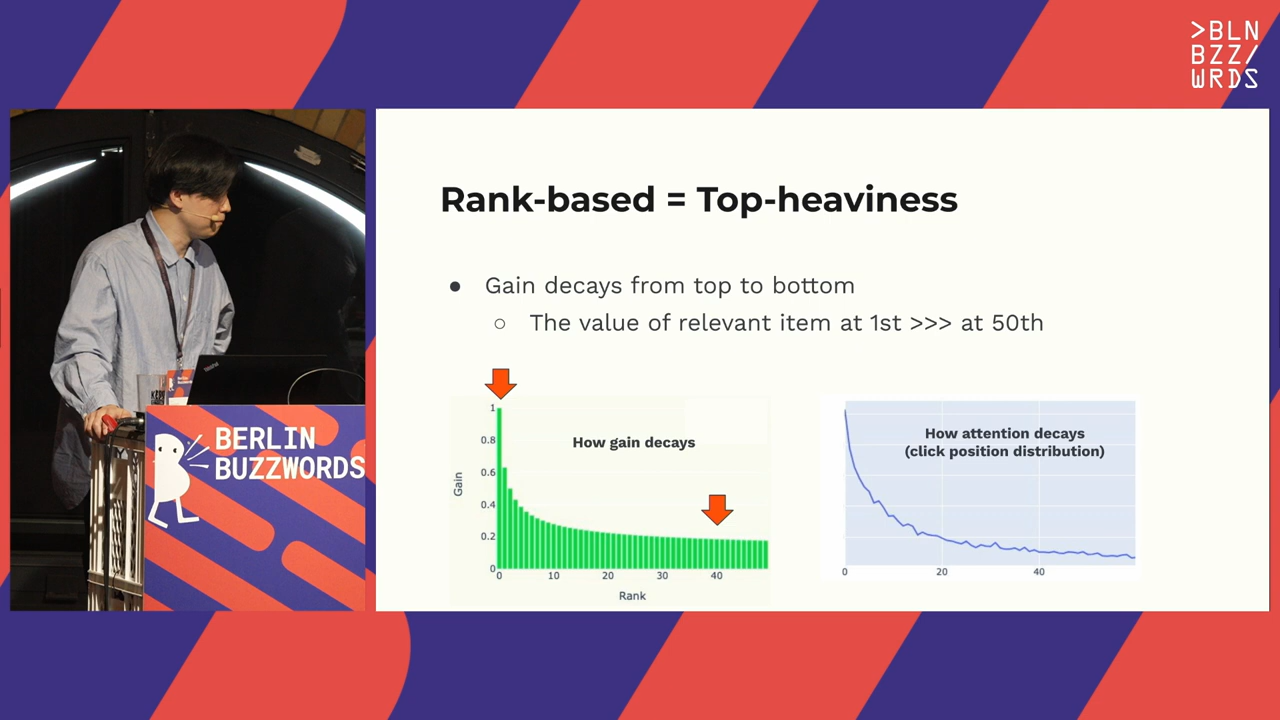 >BLN
BZZ/
WRDS
Rank-based = Top-heaviness
● Gain decays from top to bottom
○ The value of relevant item at 1st >>> at 50th
How gain decays
Gain
1
0.8
0.6
0.4
0.2
0
0
10
20
30
40
Rank
How attention decays
(click position distribution)
0
20
40
ThinkPad
BERLIN
BUZZWORDS